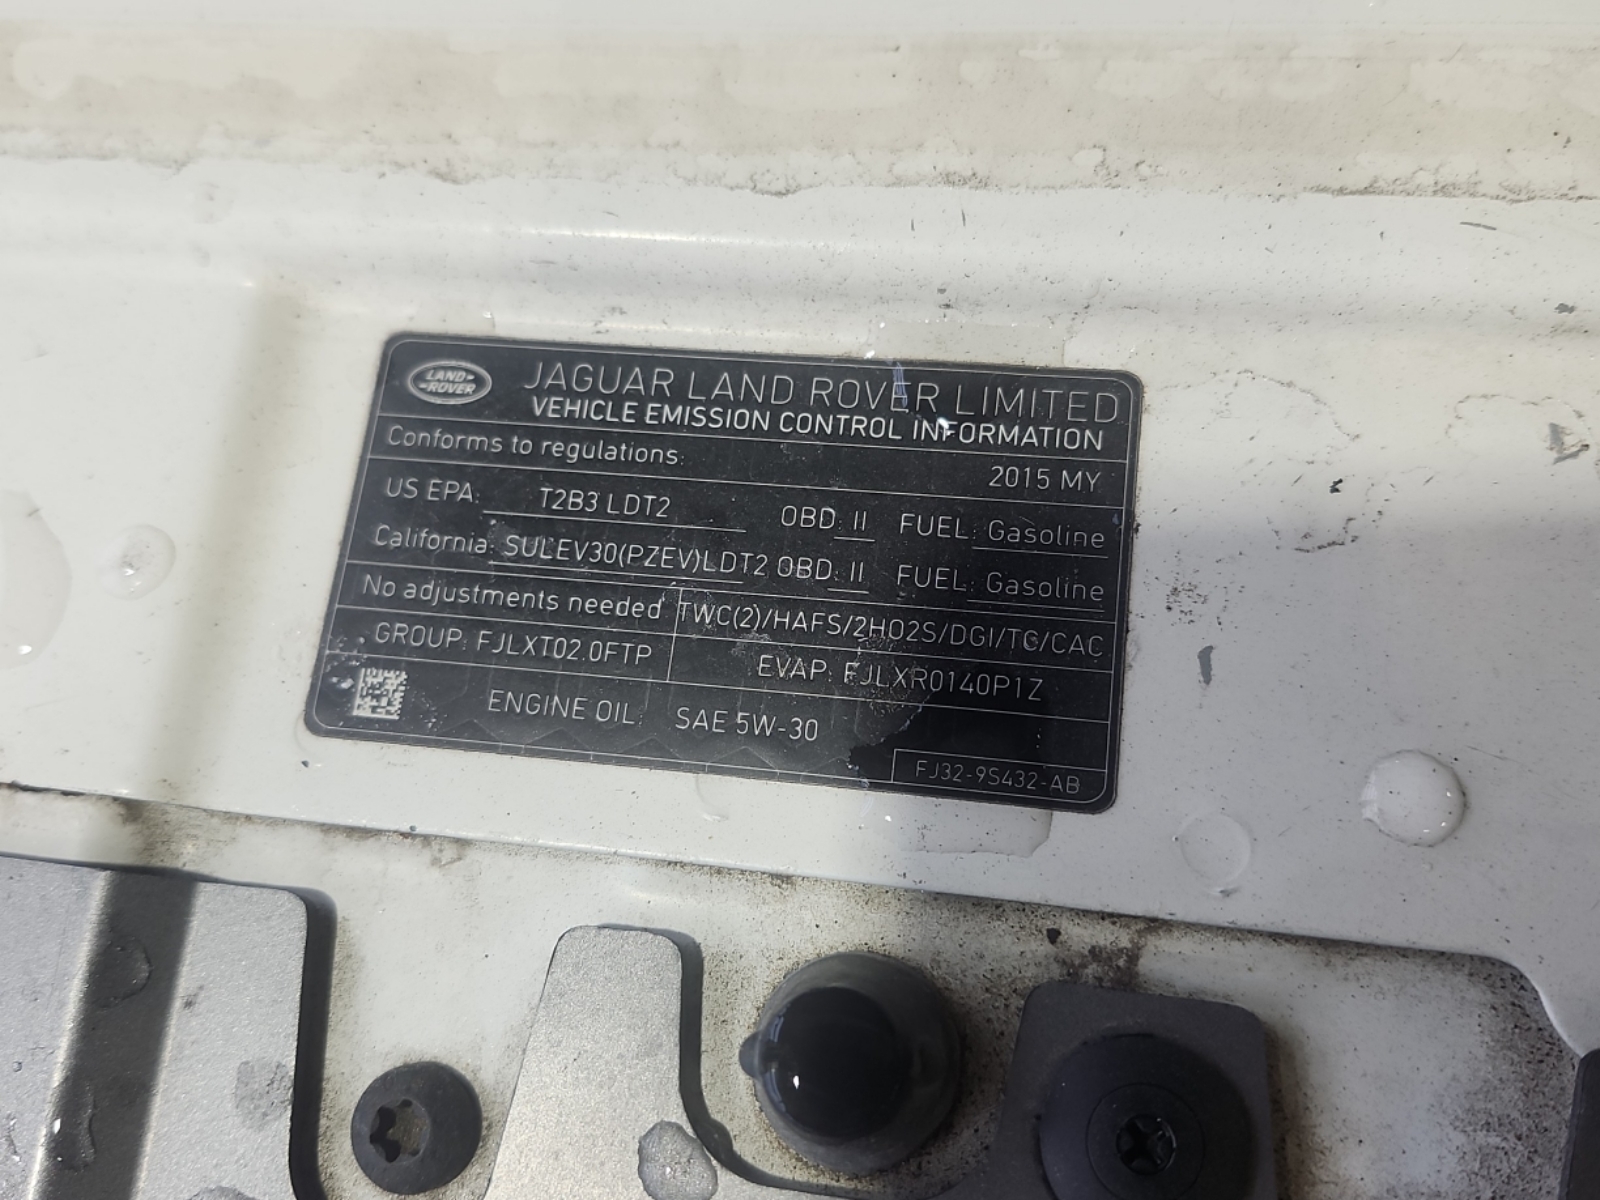 LAND-
-ROVER
JAGUAR LAND ROVER LIMITED
VEHICLE EMISSION CONTROL INFORMATION
Conforms to regulations: 2015 MY
US EPA: T2B3 LDT2 OBD: II FUEL: Gasoline
California: SULEV30(PZEV)LDT2 OBD: II FUEL: Gasoline
No adjustments needed TWC(2)/HAFS/2HO2S/DGI/TC/CAC
GROUP: FJLXT02.0FTP EVAP: FJLXR0140P1Z
ENGINE OIL: SAE 5W-30
FJ32-9S432-AB